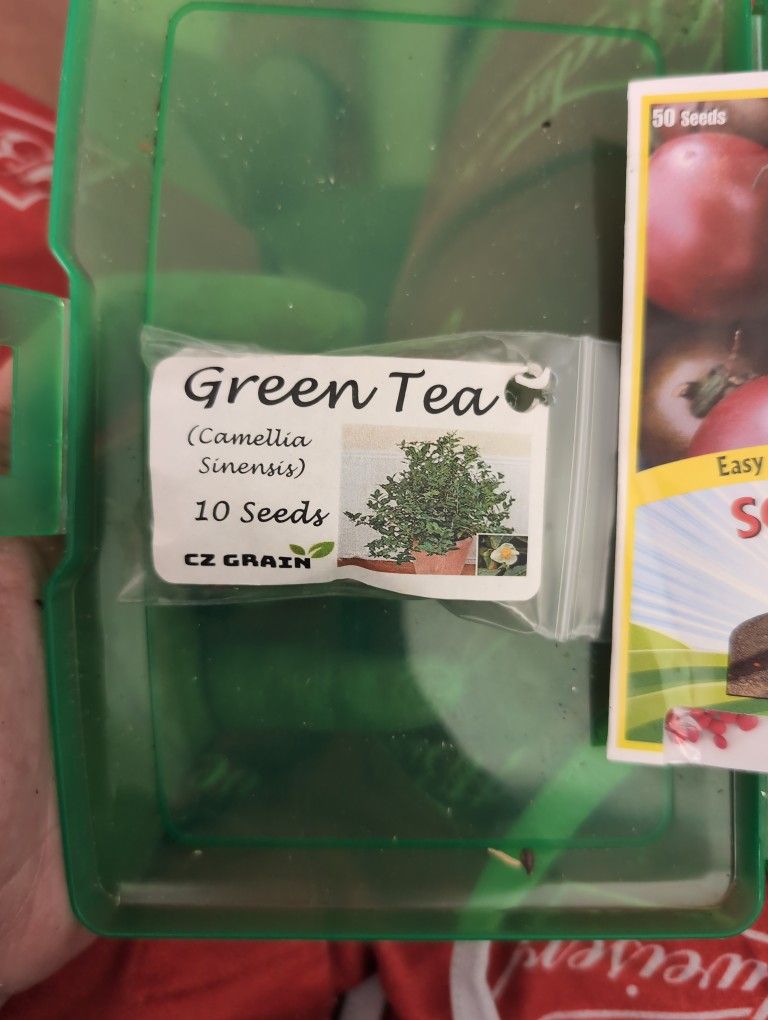 Green Tea
(Camellia
Sinensis)
10 Seeds
CZ GRAIN
50 Seeds
Easy